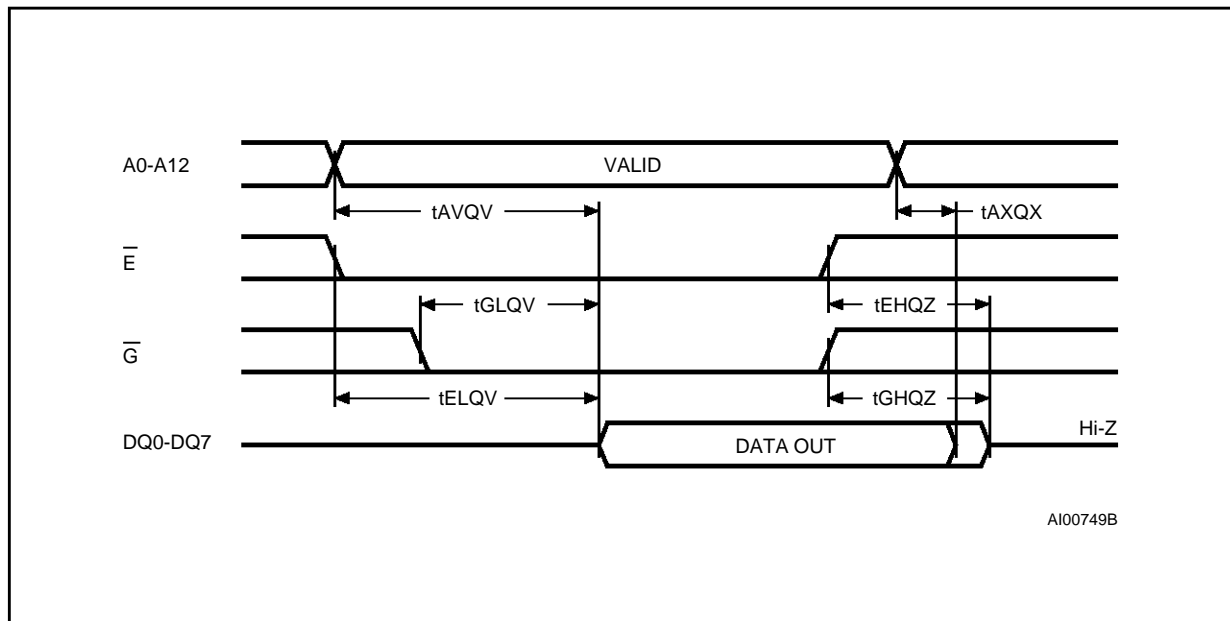 A0-A12
VALID
tAVQV
tAXQX
E̅
tGLQV
tEHQZ
G̅
tELQV
tGHQZ
DQ0-DQ7
DATA OUT
Hi-Z
AI00749B